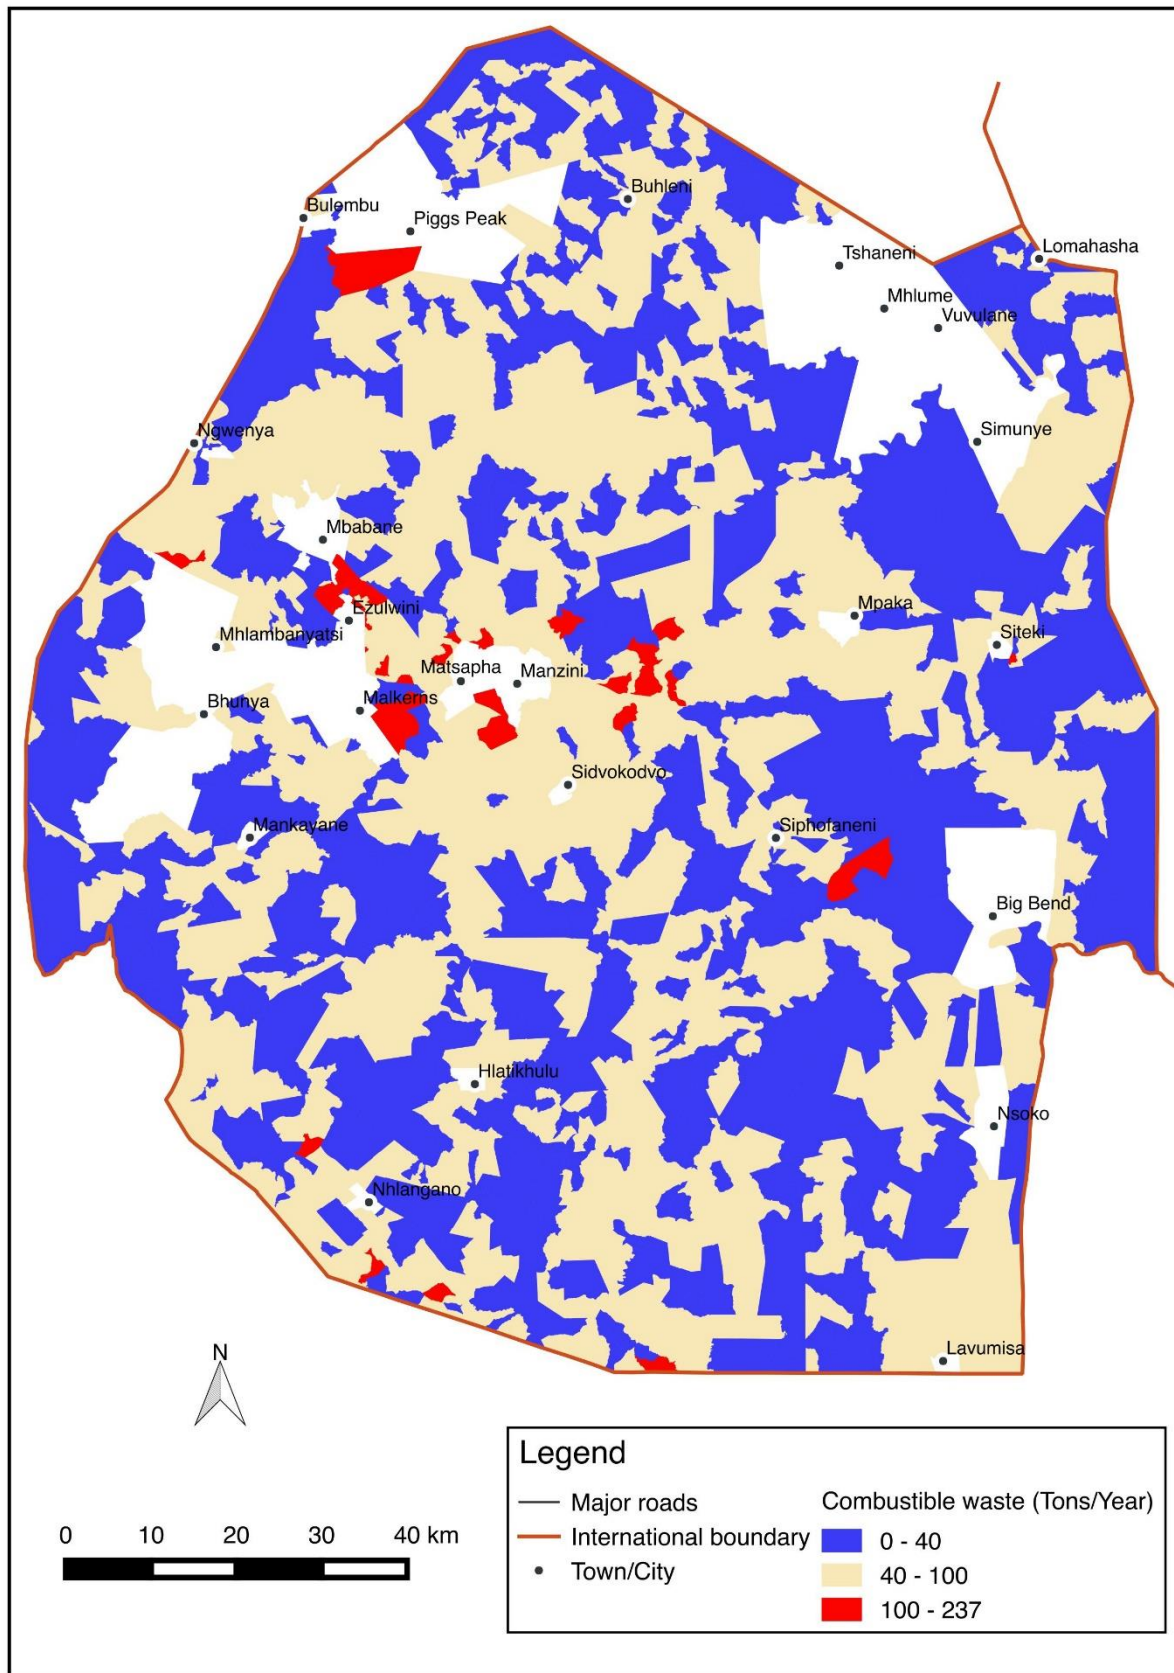 Buhleni
Bulembu
Piggs Peak
Lomahasha
Tshaneni
Mhlume
Vuvulane
Ngwenya
Simunye
Mbabane
Ezulwini
Mpaka
Mhlambanyatsi
Siteki
Matsapha
Manzini
Bhunya
Malkerns
Sidvokodvo
Mankayane
Siphofaneni
Big Bend
Hlatikhulu
Nsoko
Nhlangano
Lavumisa
N
Legend
Major roads
International boundary
Town/City
Combustible waste (Tons/Year)
0 - 40
40 - 100
100 - 237
0 10 20 30 40 km